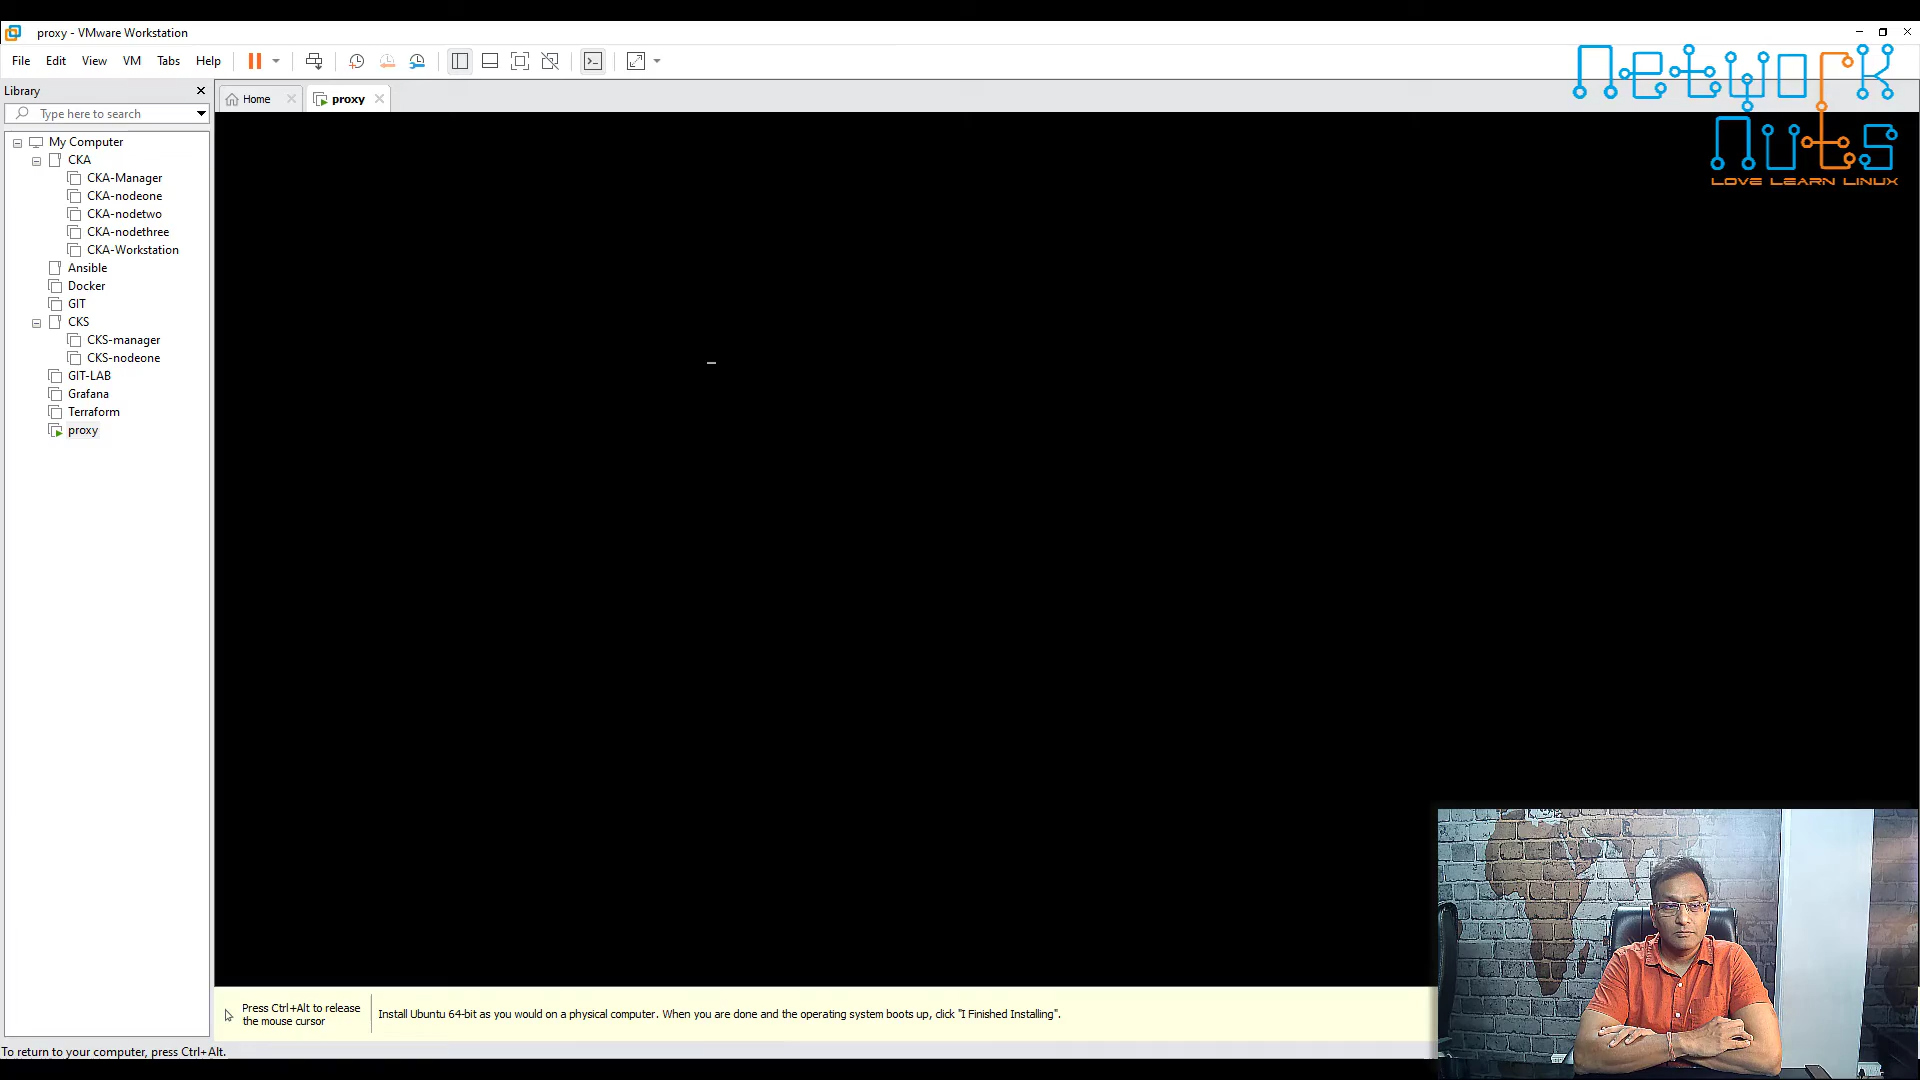 proxy - VMware Workstation
File Edit View VM Tabs Help
Network
Nuts
LOVE LEARN LINUX
Library
Type here to search
Home
proxy
My Computer
CKA
CKA-Manager
CKA-nodeone
CKA-nodetwo
CKA-nodethree
CKA-Workstation
Ansible
Docker
GIT
CKS
CKS-manager
CKS-nodeone
GIT-LAB
Grafana
Terraform
proxy
Press Ctrl+Alt to release
the mouse cursor
Install Ubuntu 64-bit as you would on a physical computer. When you are done and the operating system boots up, click "I Finished Installing".
To return to your computer, press Ctrl+Alt.